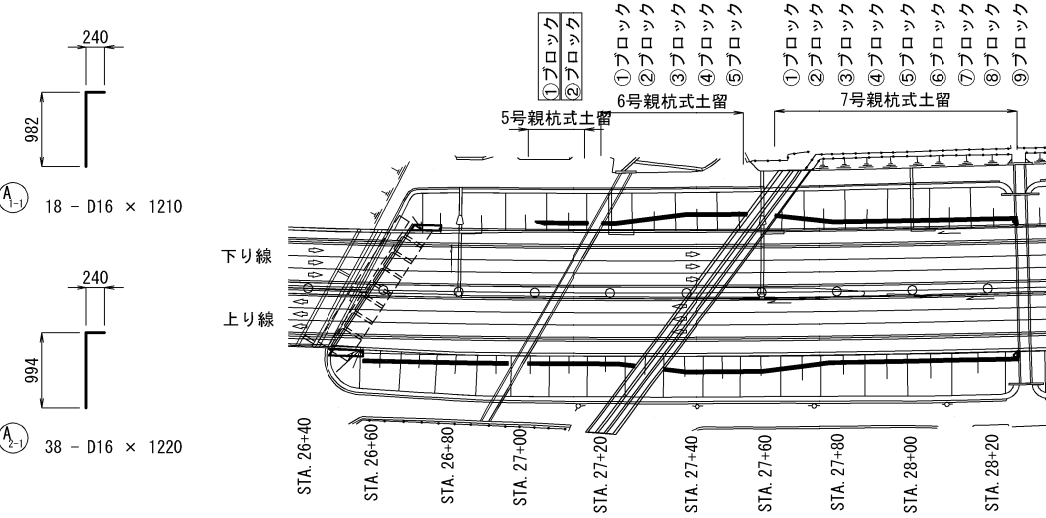 240
982
A1-1
18 - D16 × 1210
240
994
A2-1
38 - D16 × 1220
①ブロック
②ブロック
①ブロック
②ブロック
③ブロック
④ブロック
⑤ブロック
①ブロック
②ブロック
③ブロック
④ブロック
⑤ブロック
⑥ブロック
⑦ブロック
⑧ブロック
⑨ブロック
5号親杭式土留
6号親杭式土留
7号親杭式土留
下り線
上り線
STA. 26+40
STA. 26+60
STA. 26+80
STA. 27+00
STA. 27+20
STA. 27+40
STA. 27+60
STA. 27+80
STA. 28+00
STA. 28+20